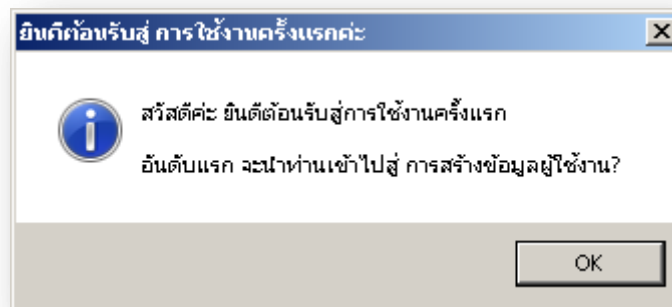 ยินดีต้อนรับสู่ การใช้งานครั้งแรกค่ะ
สวัสดีค่ะ ยินดีต้อนรับสู่การใช้งานครั้งแรก
อันดับแรก จะนำท่านเข้าไปสู่ การสร้างข้อมูลผู้ใช้งาน?
OK